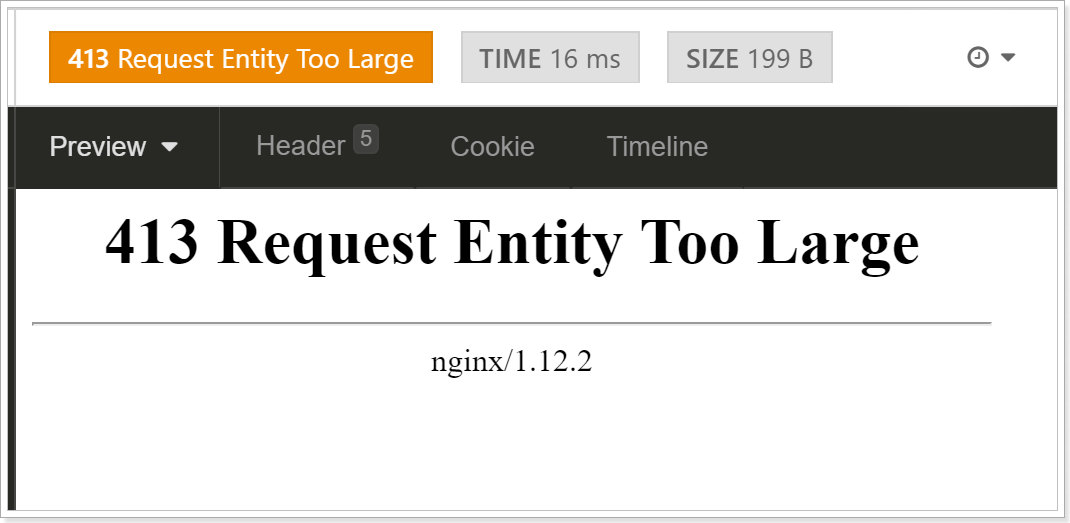 413 Request Entity Too Large TIME 16 ms SIZE 199 B
Preview Header 5 Cookie Timeline
413 Request Entity Too Large
nginx/1.12.2